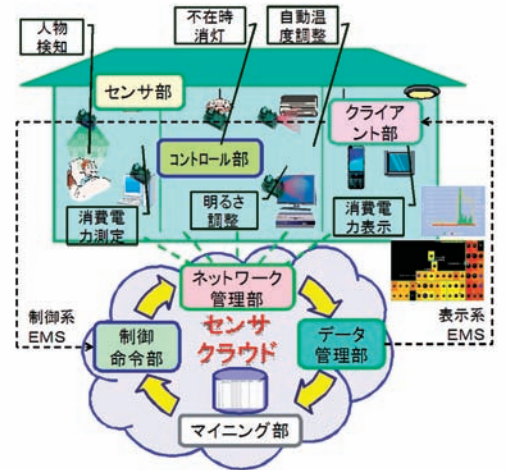 人物
検知
不在時
消灯
自動温
度調整
センサ部
クライア
ント部
コントロール部
消費電
力測定
明るさ
調整
消費電
力表示
ネットワーク
管理部
制御系
EMS
制御
命令部
センサ
クラウド
データ
管理部
表示系
EMS
マイニング部